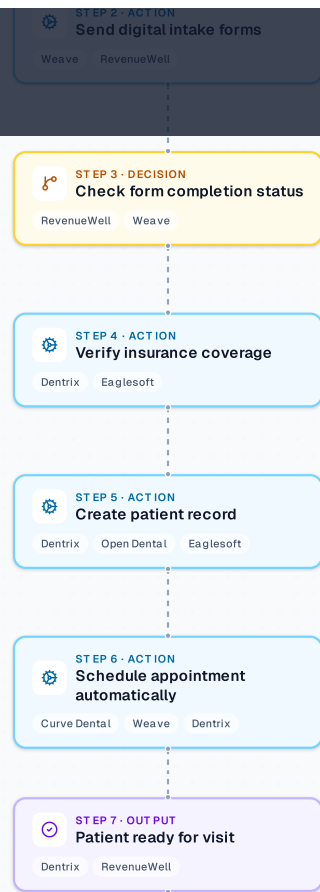 STEP 2 · ACTION
Send digital intake forms
Weave RevenueWell
STEP 3 · DECISION
Check form completion status
RevenueWell Weave
STEP 4 · ACTION
Verify insurance coverage
Dentrix Eaglesoft
STEP 5 · ACTION
Create patient record
Dentrix Open Dental Eaglesoft
STEP 6 · ACTION
Schedule appointment
automatically
Curve Dental Weave Dentrix
STEP 7 · OUTPUT
Patient ready for visit
Dentrix RevenueWell